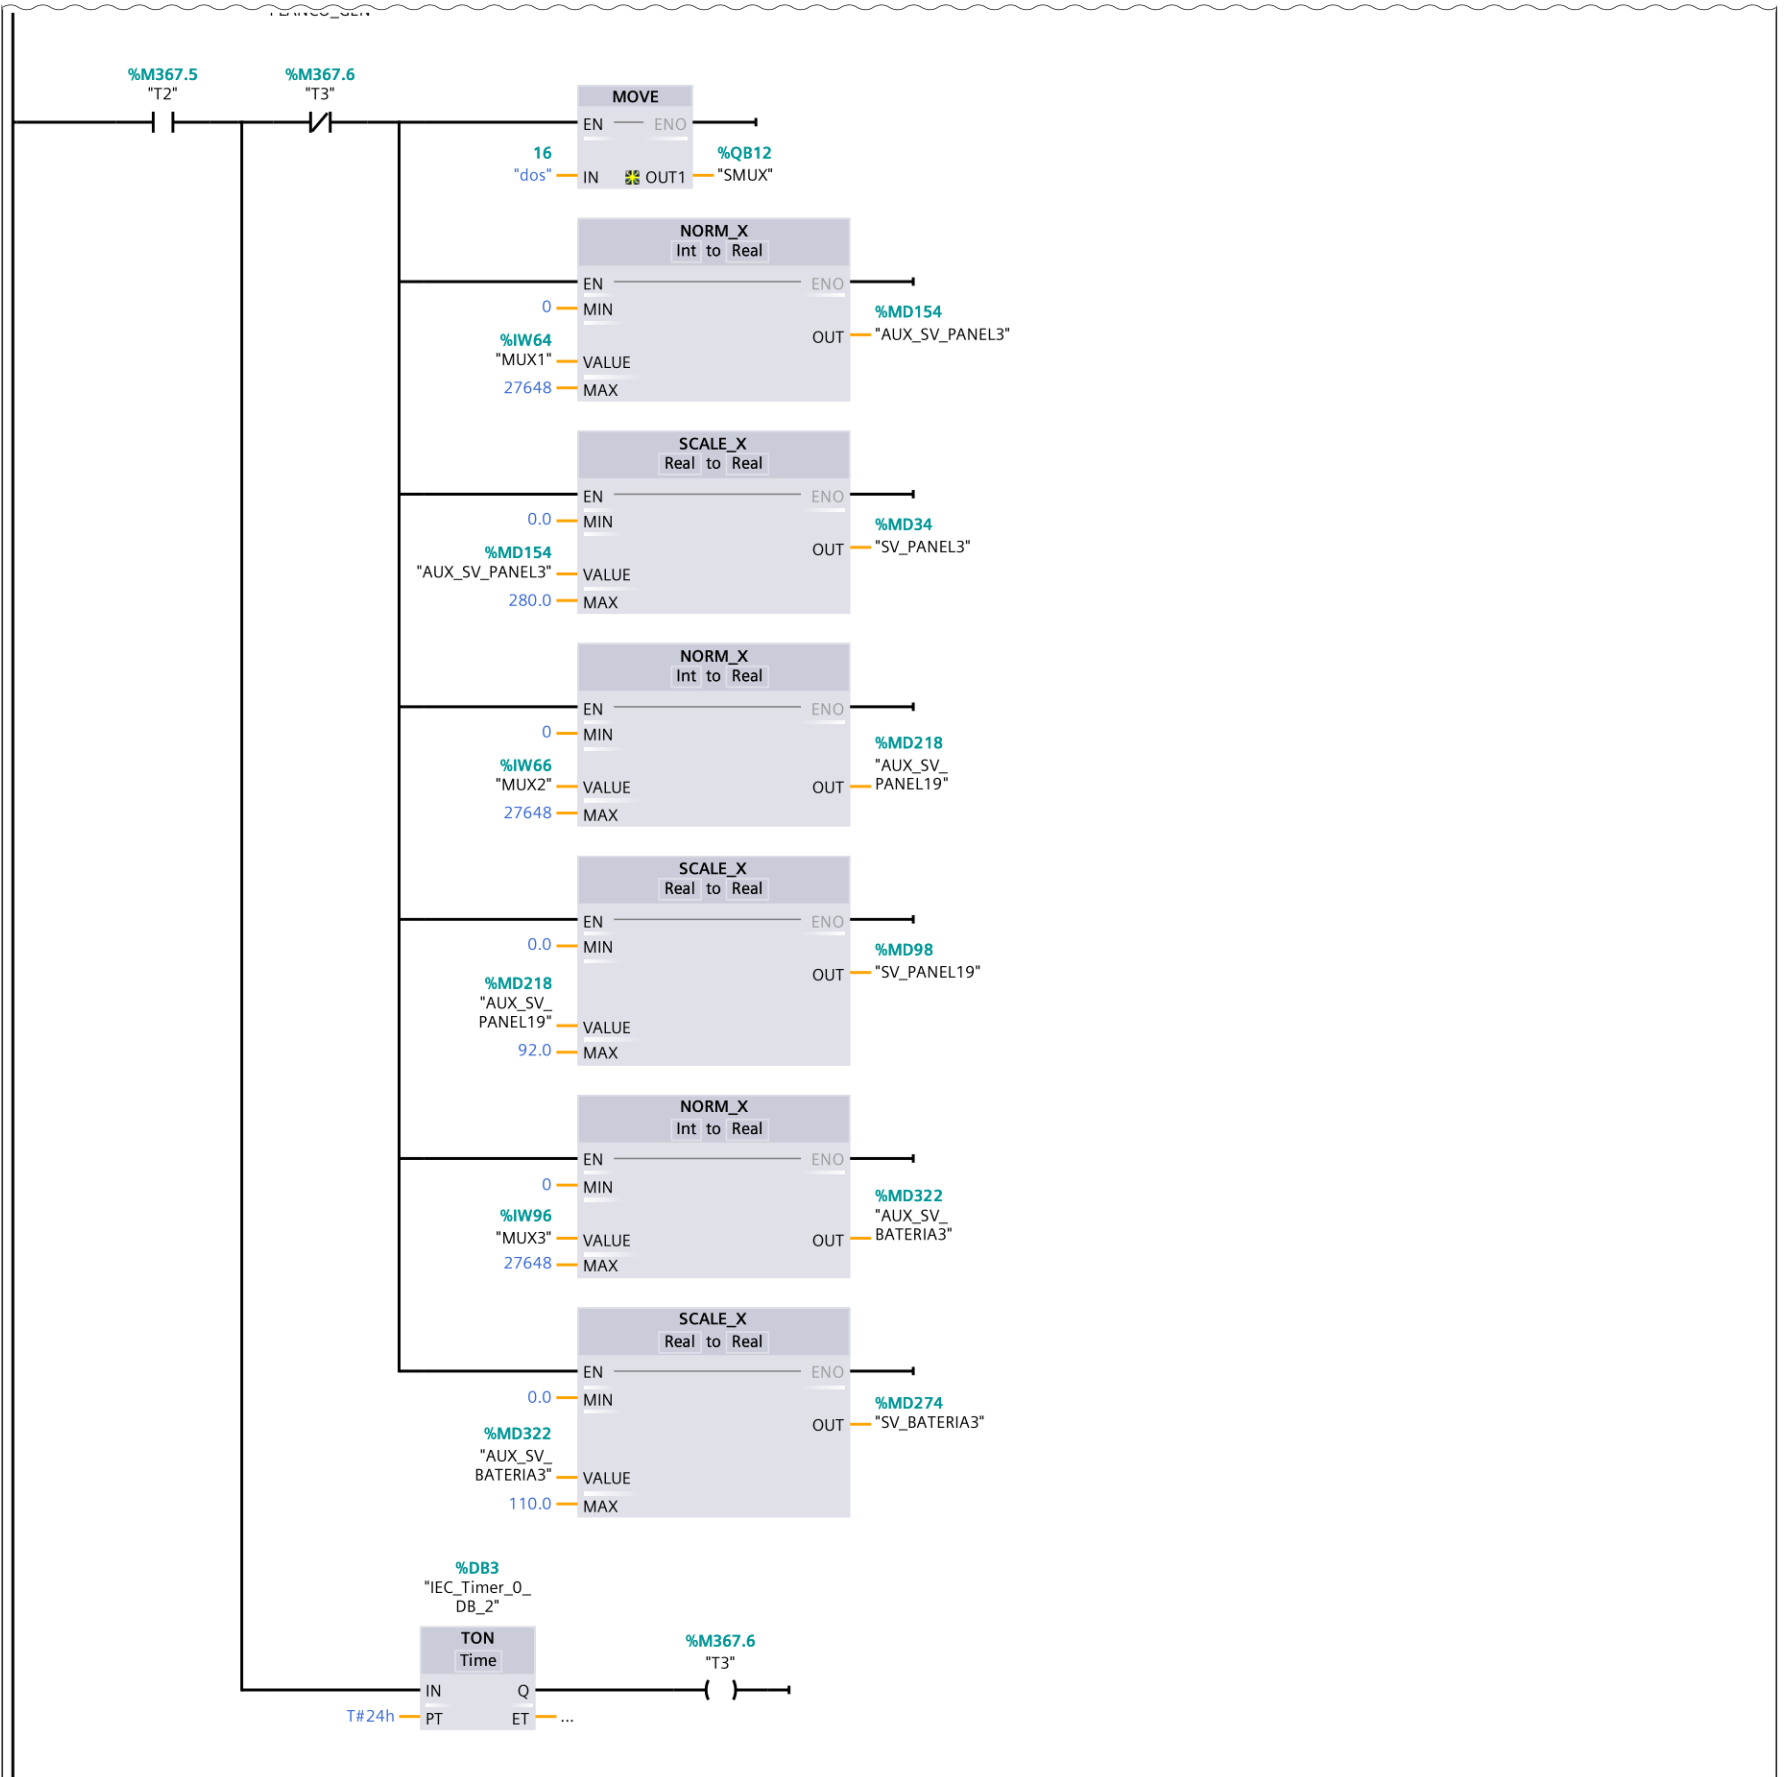 %M367.5
"T2"
%M367.6
"T3"
MOVE
EN
ENO
16
"dos"
IN
OUT1
%QB12
"SMUX"
NORM_X
Int to Real
EN
ENO
0
MIN
%IW64
"MUX1"
VALUE
27648
MAX
OUT
%MD154
"AUX_SV_PANEL3"
SCALE_X
Real to Real
EN
ENO
0.0
MIN
%MD154
"AUX_SV_PANEL3"
VALUE
280.0
MAX
OUT
%MD34
"SV_PANEL3"
NORM_X
Int to Real
EN
ENO
0
MIN
%IW66
"MUX2"
VALUE
27648
MAX
OUT
%MD218
"AUX_SV_
PANEL19"
SCALE_X
Real to Real
EN
ENO
0.0
MIN
%MD218
"AUX_SV_
PANEL19"
VALUE
92.0
MAX
OUT
%MD98
"SV_PANEL19"
NORM_X
Int to Real
EN
ENO
0
MIN
%IW96
"MUX3"
VALUE
27648
MAX
OUT
%MD322
"AUX_SV_
BATERIA3"
SCALE_X
Real to Real
EN
ENO
0.0
MIN
%MD322
"AUX_SV_
BATERIA3"
VALUE
110.0
MAX
OUT
%MD274
"SV_BATERIA3"
%DB3
"IEC_Timer_0_
DB_2"
TON
Time
IN
Q
T#24h
PT
ET
...
%M367.6
"T3"